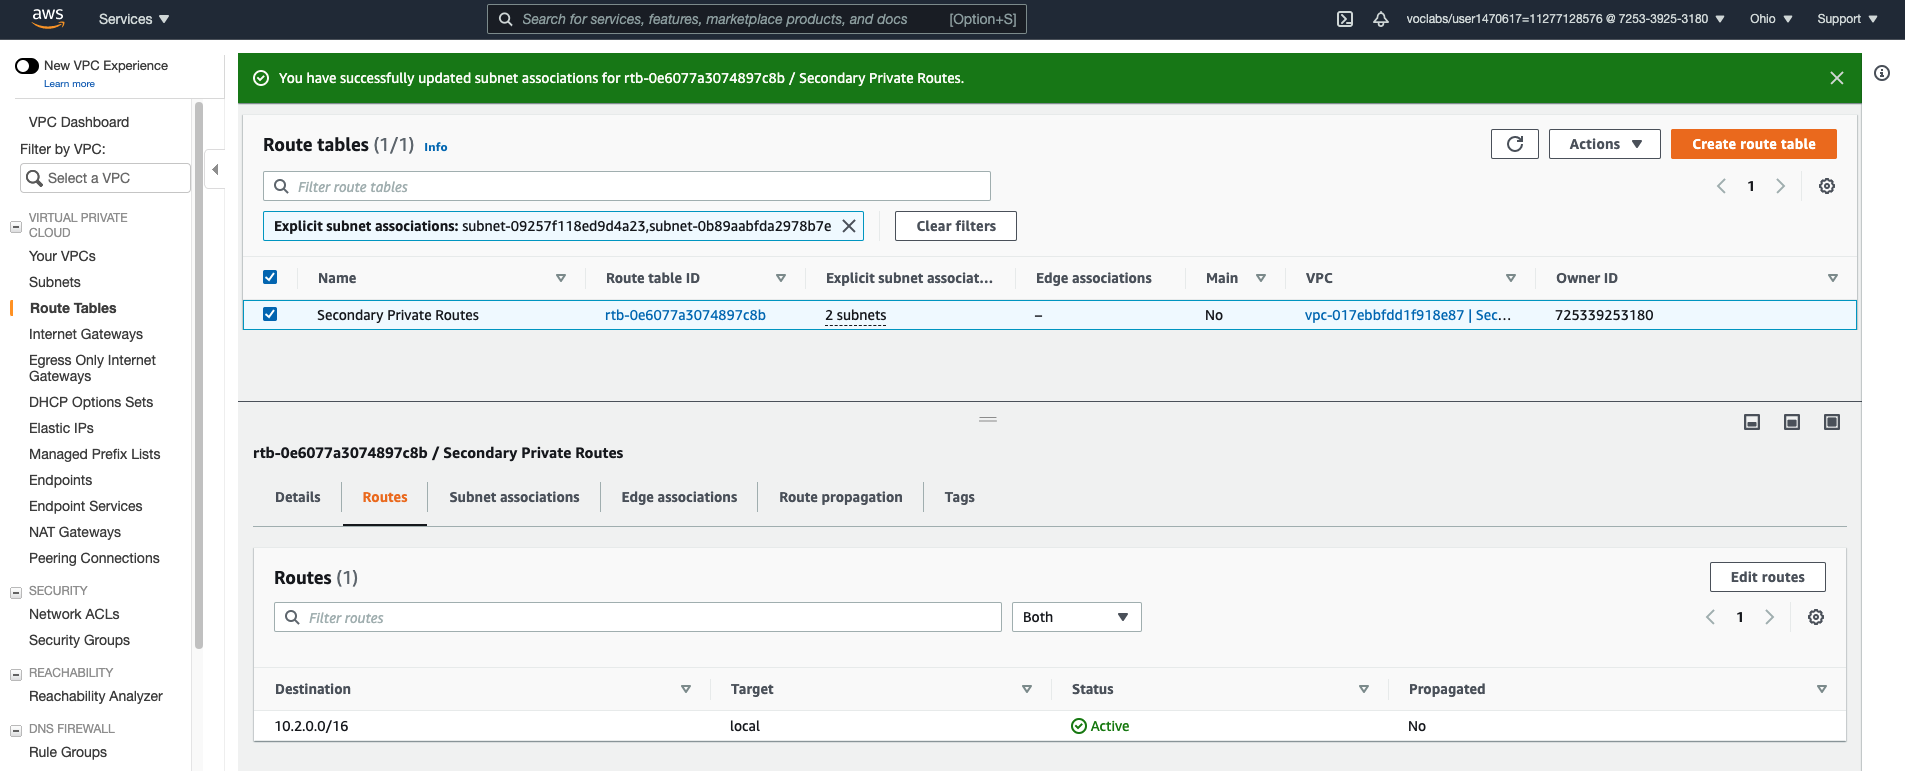 aws
Services
Search for services, features, marketplace products, and docs [Option+S]
voclabs/user1470617=11277128576 @ 7253-3925-3180
Ohio
Support
New VPC Experience
Learn more
VPC Dashboard
Filter by VPC:
Select a VPC
VIRTUAL PRIVATE
CLOUD
Your VPCs
Subnets
Route Tables
Internet Gateways
Egress Only Internet
Gateways
DHCP Options Sets
Elastic IPs
Managed Prefix Lists
Endpoints
Endpoint Services
NAT Gateways
Peering Connections
SECURITY
Network ACLs
Security Groups
REACHABILITY
Reachability Analyzer
DNS FIREWALL
Rule Groups
You have successfully updated subnet associations for rtb-0e6077a3074897c8b / Secondary Private Routes.
Route tables (1/1) Info
Actions
Create route table
Filter route tables
1
Explicit subnet associations: subnet-09257f118ed9d4a23,subnet-0b89aabfda2978b7e
Clear filters
Name Route table ID Explicit subnet associat... Edge associations Main VPC Owner ID
Secondary Private Routes rtb-0e6077a3074897c8b 2 subnets – No vpc-017ebbfdd1f918e87 | Sec... 725339253180
rtb-0e6077a3074897c8b / Secondary Private Routes
Details Routes Subnet associations Edge associations Route propagation Tags
Routes (1)
Edit routes
Filter routes
Both
1
Destination Target Status Propagated
10.2.0.0/16 local Active No